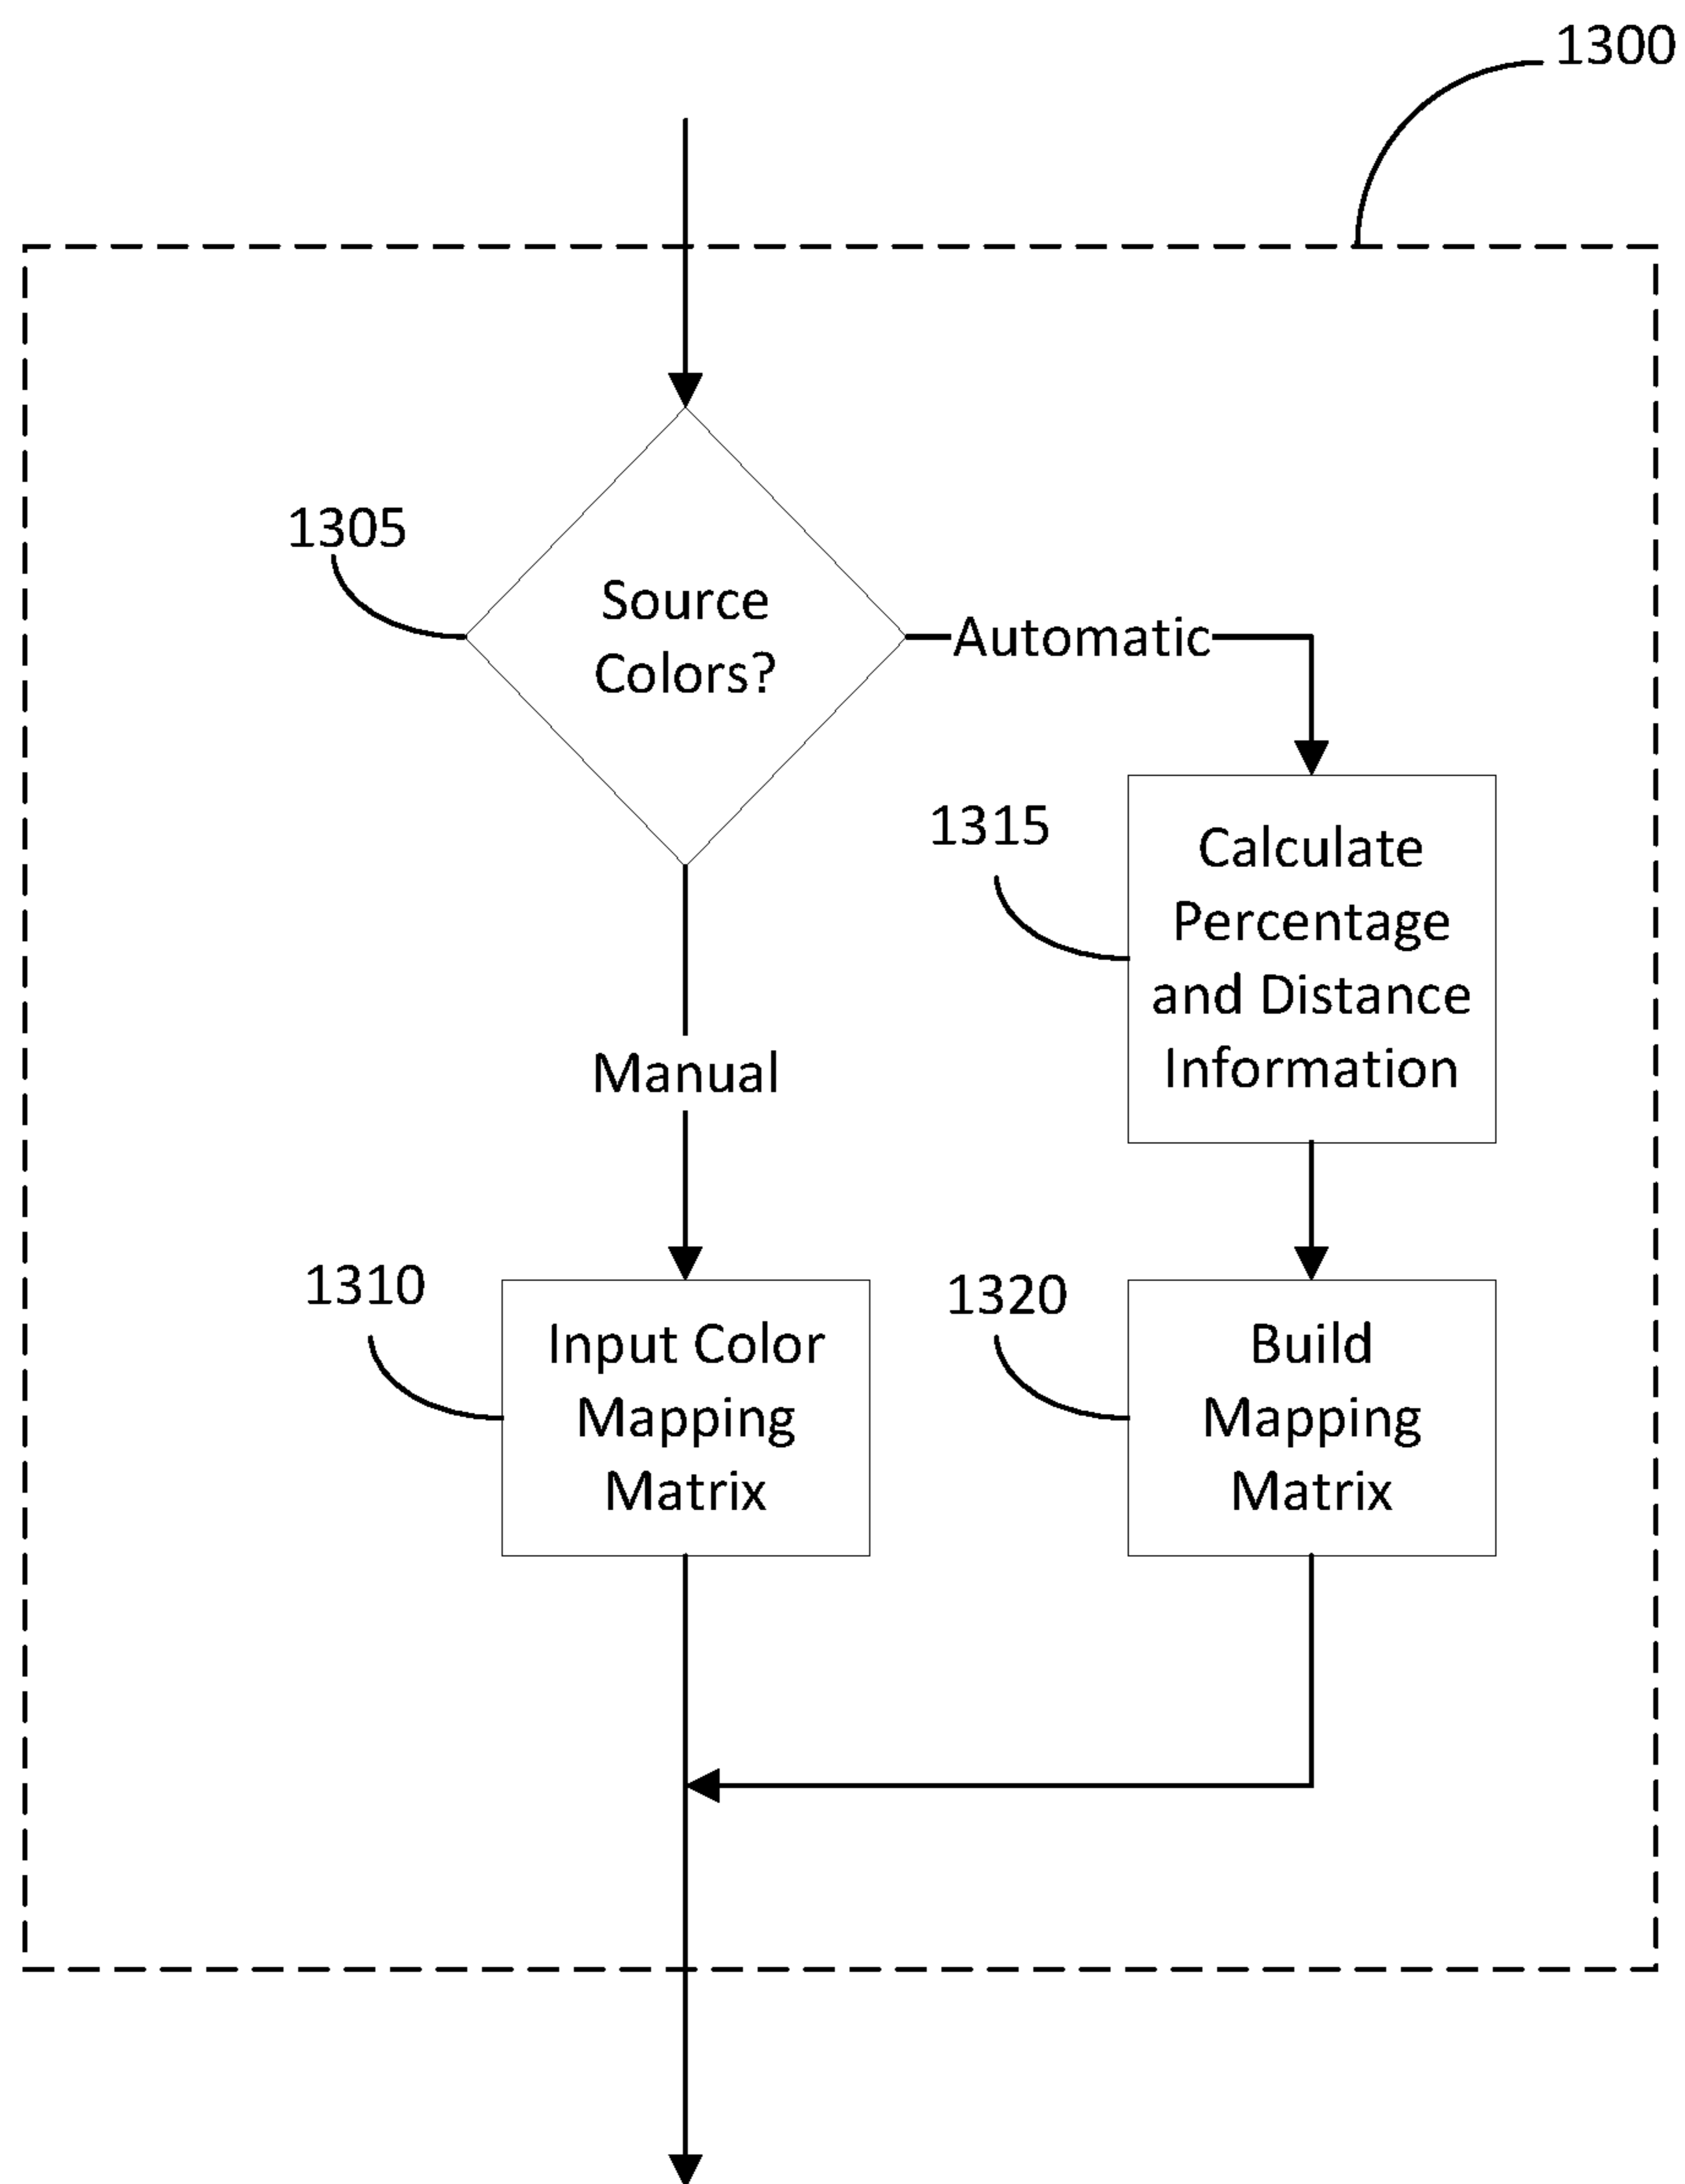 1300
1305
Source
Colors?
Automatic
1315
Calculate
Percentage
and Distance
Information
Manual
1310
Input Color
Mapping
Matrix
1320
Build
Mapping
Matrix